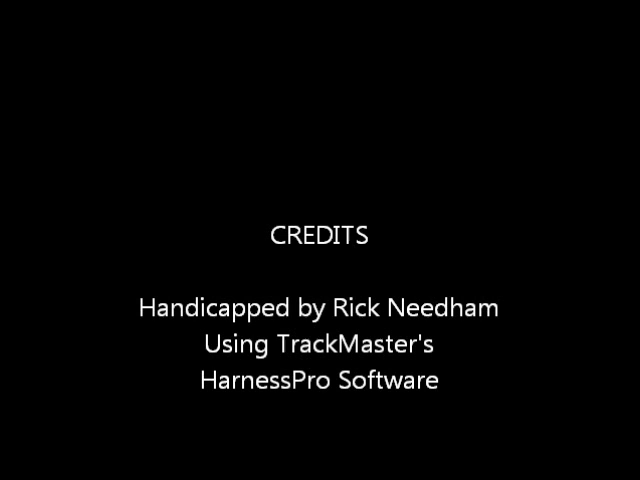 CREDITS
Handicapped by Rick Needham
Using TrackMaster's
HarnessPro Software